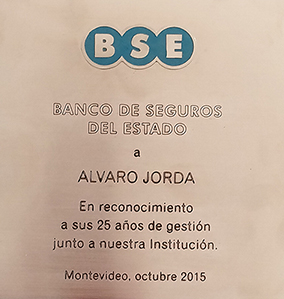 BSE
BANCO DE SEGUROS
DEL ESTADO
a
ALVARO JORDA
En reconocimiento
a sus 25 años de gestión
junto a nuestra Institución.
Montevideo, octubre 2015